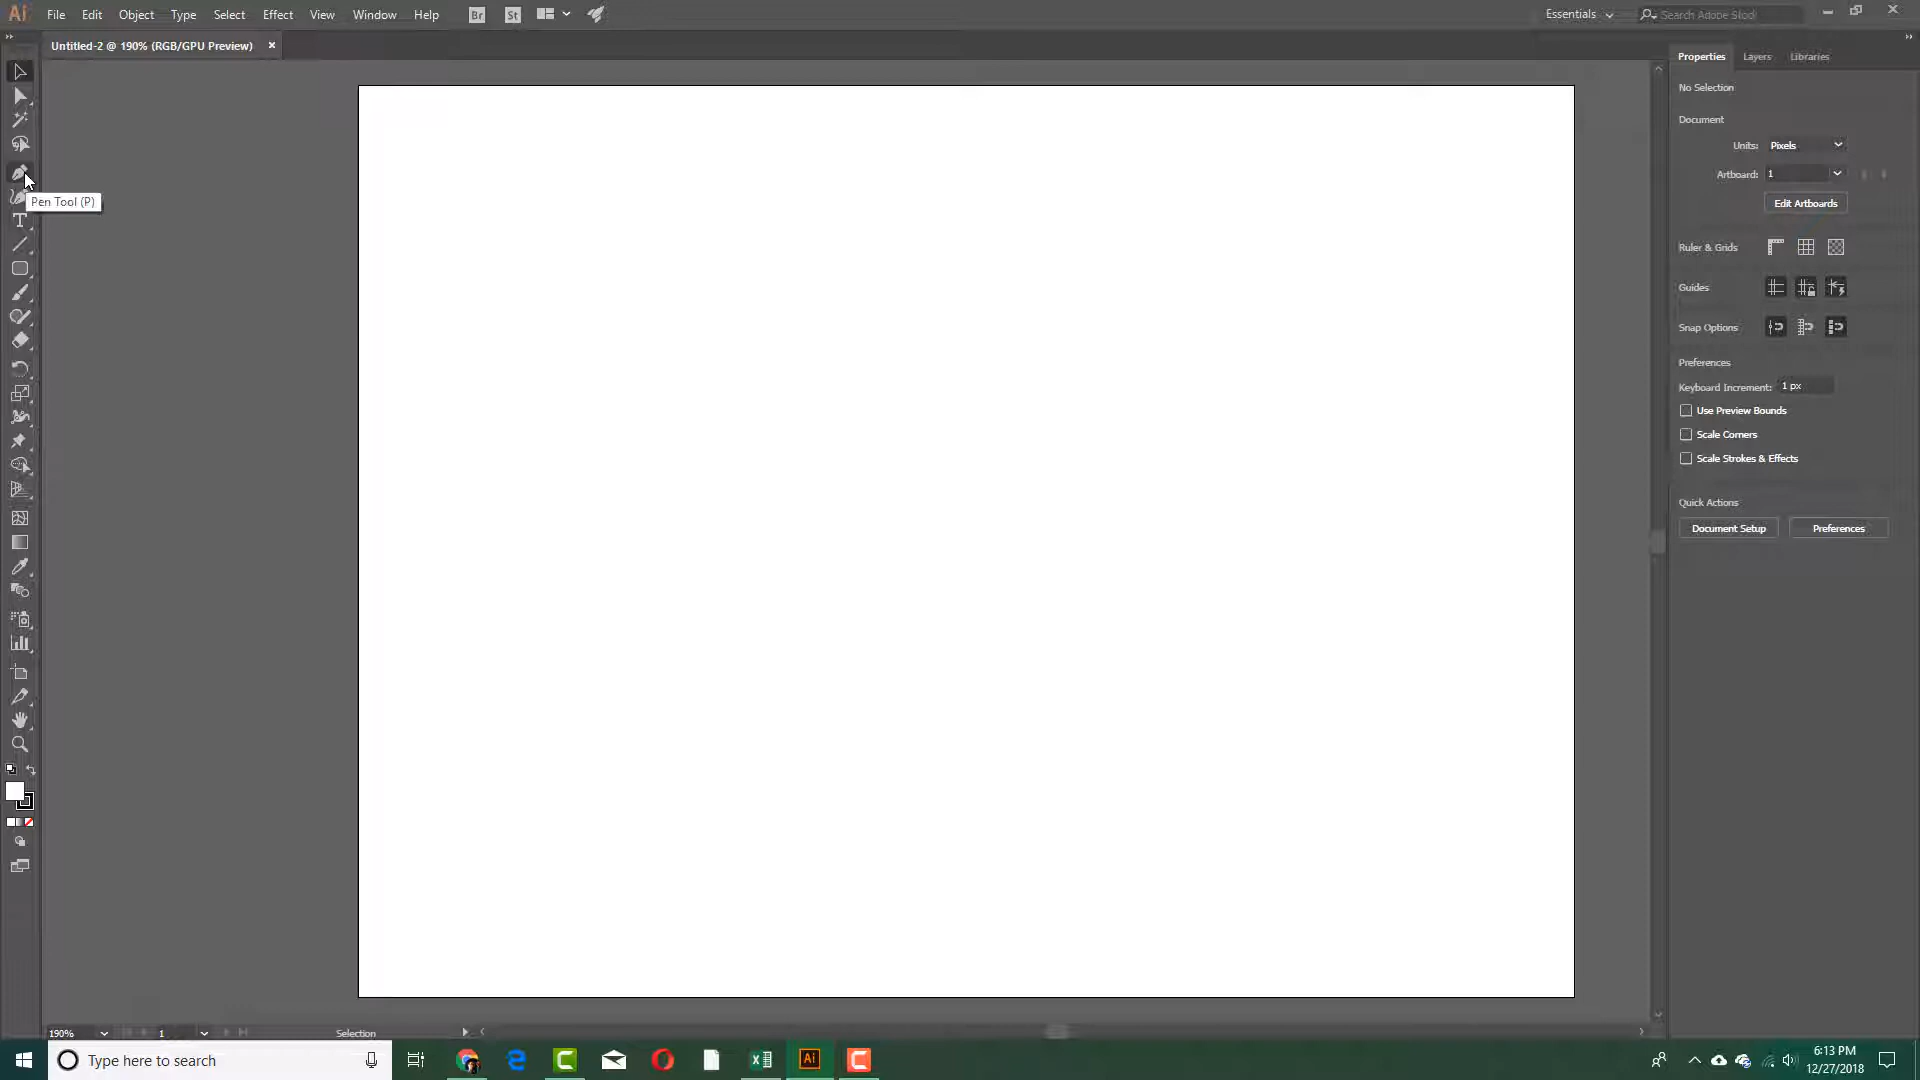 Ai File Edit Object Type Select Effect View Window Help Br St Essentials Search Adobe Stock
Untitled-2 @ 190% (RGB/GPU Preview) ×
Properties Layers Libraries
No Selection
Document
Units: Pixels
Artboard: 1
Edit Artboards
Pen Tool (P)
Ruler & Grids
Guides
Snap Options
Preferences
Keyboard Increment: 1 px
Use Preview Bounds
Scale Corners
Scale Strokes & Effects
Quick Actions
Document Setup Preferences
190% 1 Selection
Type here to search
Ai
6:13 PM
12/27/2018